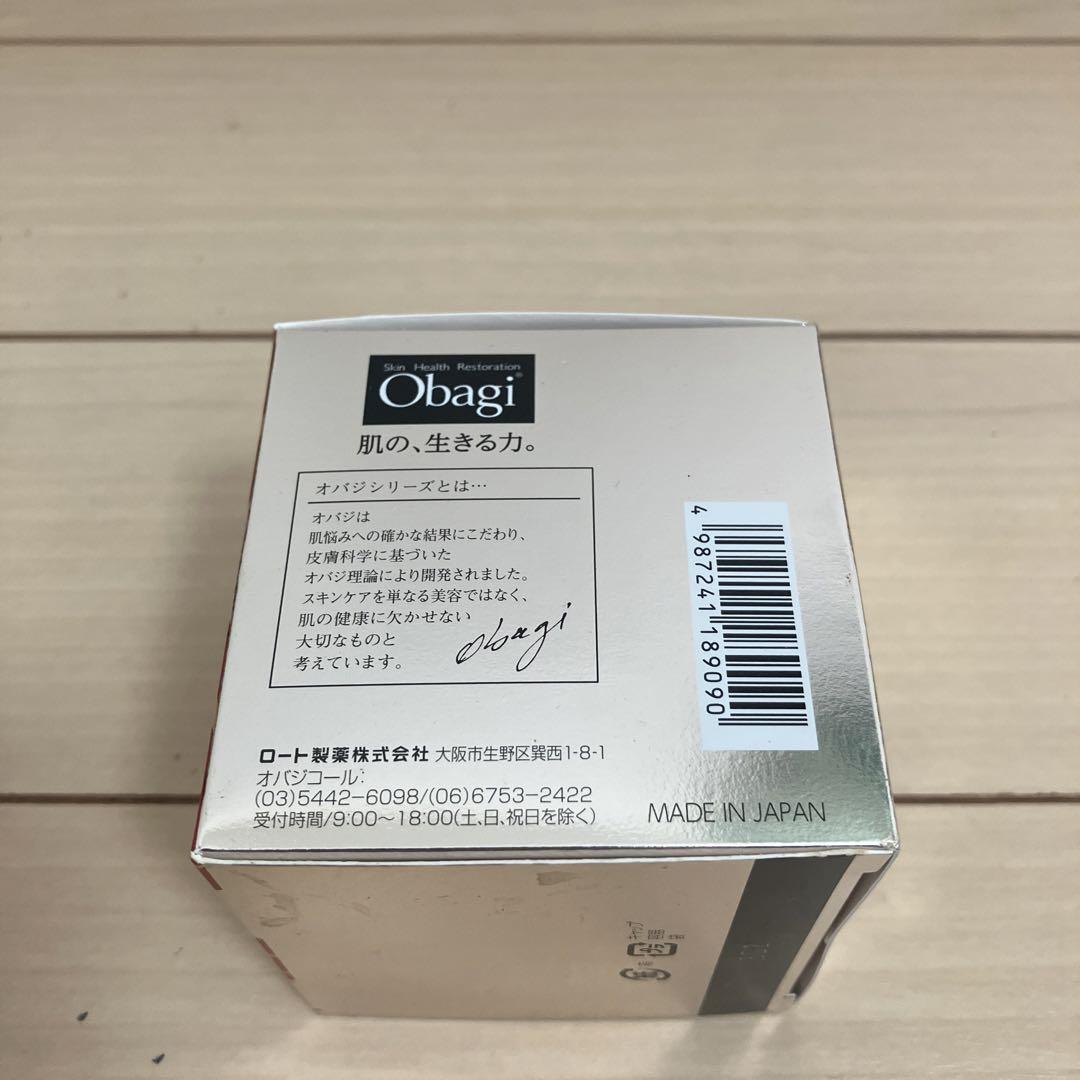 Skin Health Restoration
Obagi®
肌の、生きる力。
オバジシリーズとは…
オバジは
肌悩みへの確かな結果にこだわり、
皮膚科学に基づいた
オバジ理論により開発されました。
スキンケアを単なる美容ではなく、
肌の健康に欠かせない
大切なものと
考えています。
Obagi
4 987241 189090
ロート製薬株式会社 大阪市生野区巽西1-8-1
オバジコール:
(03)5442-6098/(06)6753-2422
受付時間/9:00〜18:00(土、日、祝日を除く)
MADE IN JAPAN
キャップ